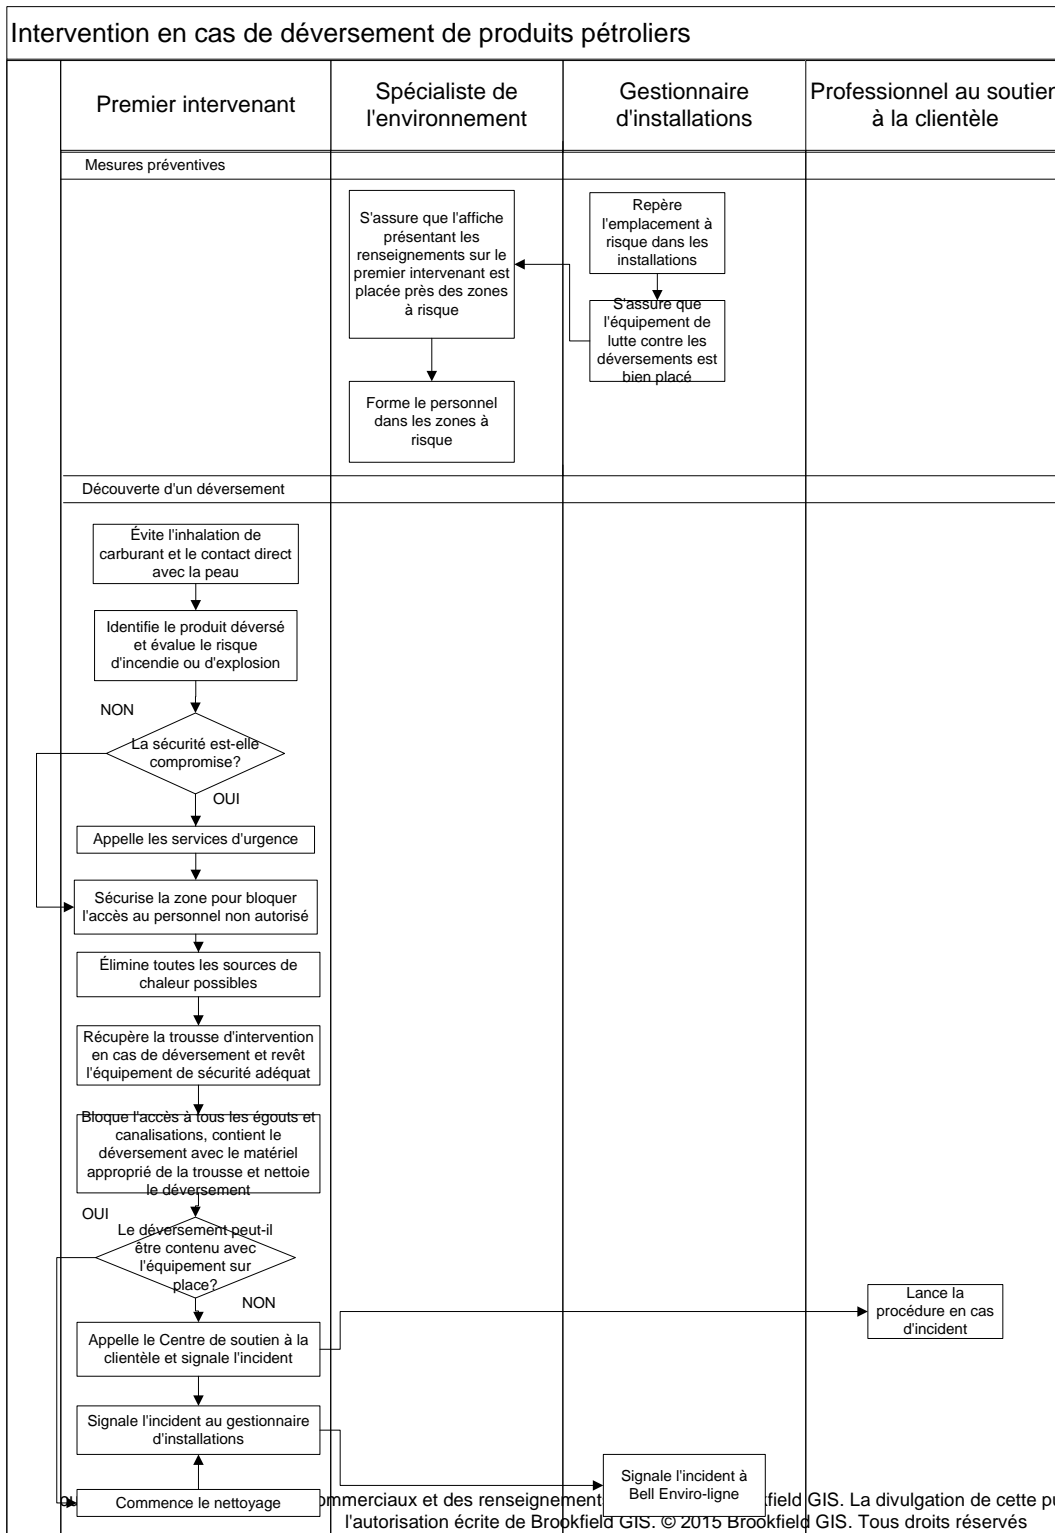 Intervention en cas de déversement de produits pétroliers
Premier intervenant
Spécialiste de
l'environnement
Gestionnaire
d'installations
Professionnel au soutien
à la clientèle
Mesures préventives
S'assure que l'affiche
présentant les
renseignements sur le
premier intervenant est
placée près des zones
à risque
Repère
l'emplacement à
risque dans les
installations
S'assure que
l'équipement de
lutte contre les
déversements est
bien placé
Forme le personnel
dans les zones à
risque
Découverte d'un déversement
Évite l'inhalation de
carburant et le contact direct
avec la peau
Identifie le produit déversé
et évalue le risque
d'incendie ou d'explosion
NON
La sécurité est-elle
compromise?
OUI
Appelle les services d'urgence
Sécurise la zone pour bloquer
l'accès au personnel non autorisé
Élimine toutes les sources de
chaleur possibles
Récupère la trousse d'intervention
en cas de déversement et revêt
l'équipement de sécurité adéquat
Bloque l'accès à tous les égouts et
canalisations, contient le
déversement avec le matériel
approprié de la trousse et nettoie
le déversement
OUI
Le déversement peut-il
être contenu avec
l'équipement sur
place?
NON
Lance la
procédure en cas
d'incident
Appelle le Centre de soutien à la
clientèle et signale l'incident
Signale l'incident au gestionnaire
d'installations
Signale l'incident à
Bell Enviro-ligne
Commence le nettoyage
mmerciaux et des renseignement kfield GIS. La divulgation de cette pu
l'autorisation écrite de Brookfield GIS. © 2015 Brookfield GIS. Tous droits réservés